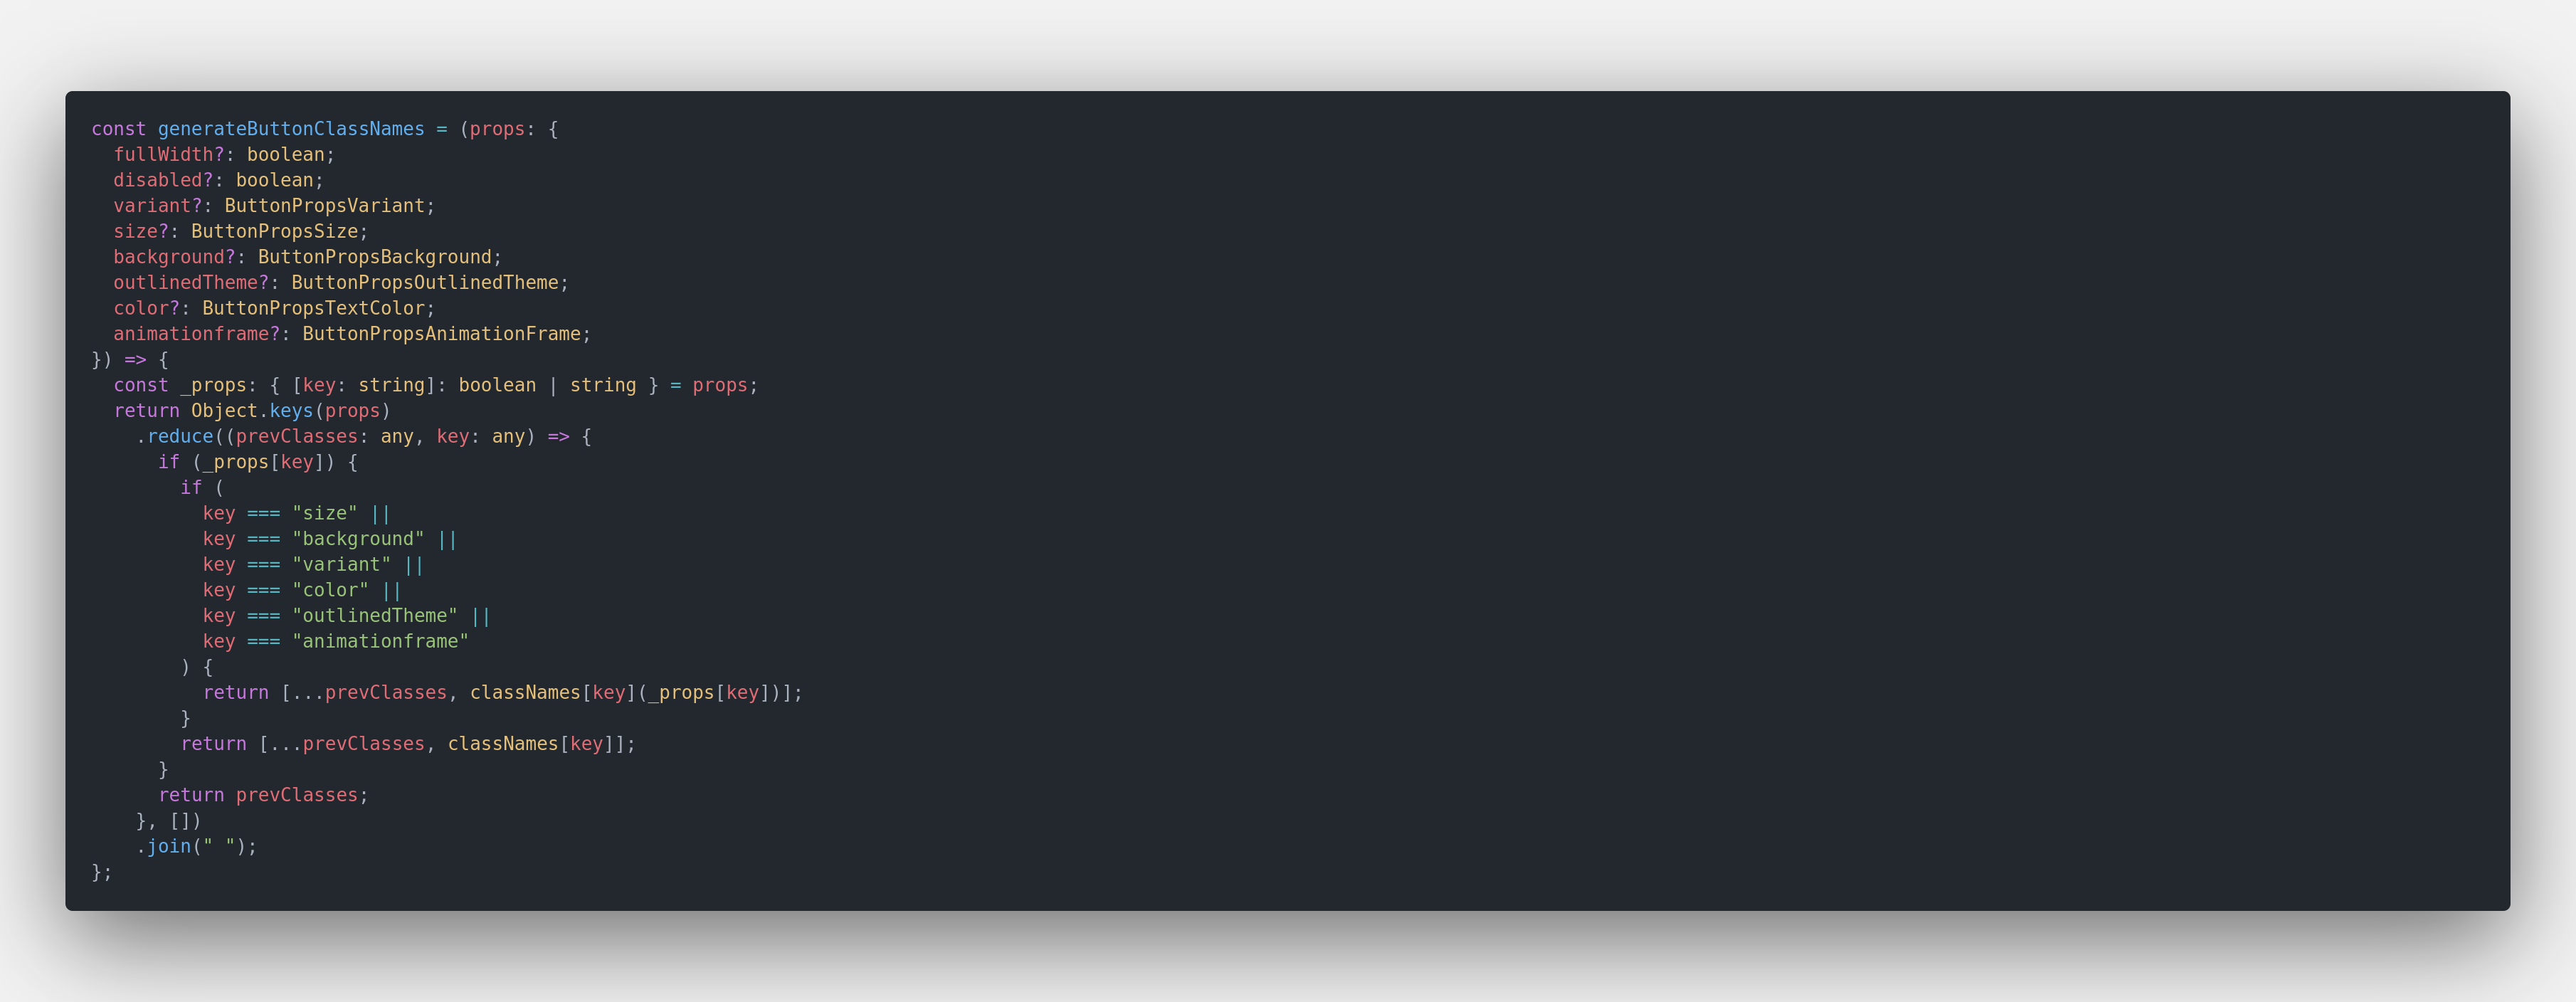 const generateButtonClassNames = (props: {
  fullWidth?: boolean;
  disabled?: boolean;
  variant?: ButtonPropsVariant;
  size?: ButtonPropsSize;
  background?: ButtonPropsBackground;
  outlinedTheme?: ButtonPropsOutlinedTheme;
  color?: ButtonPropsTextColor;
  animationframe?: ButtonPropsAnimationFrame;
}) => {
  const _props: { [key: string]: boolean | string } = props;
  return Object.keys(props)
    .reduce((prevClasses: any, key: any) => {
      if (_props[key]) {
        if (
          key === "size" ||
          key === "background" ||
          key === "variant" ||
          key === "color" ||
          key === "outlinedTheme" ||
          key === "animationframe"
        ) {
          return [...prevClasses, classNames[key](_props[key])];
        }
        return [...prevClasses, classNames[key]];
      }
      return prevClasses;
    }, [])
    .join(" ");
};